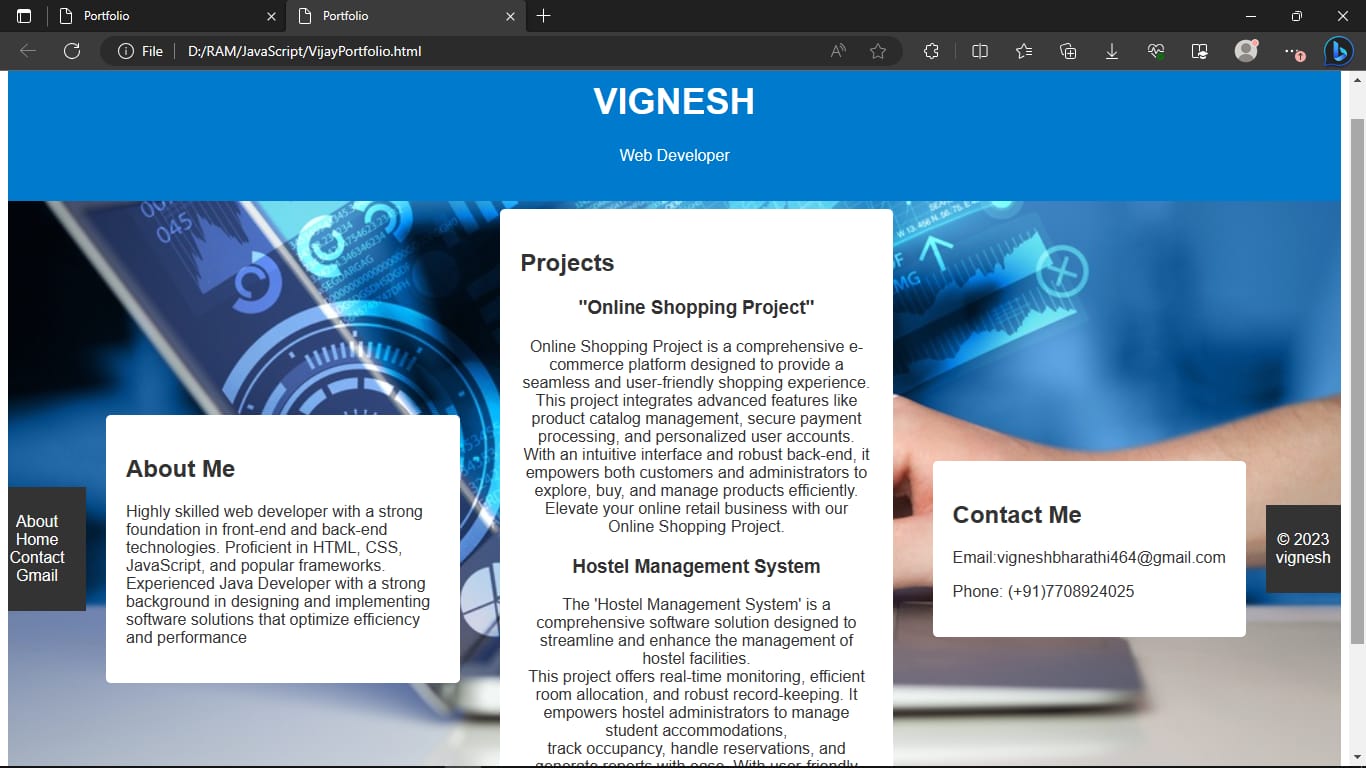 Portfolio
Portfolio
File
D:/RAM/JavaScript/VijayPortfolio.html
VIGNESH
Web Developer
045
About
Home
Contact
Gmail
About Me
Highly skilled web developer with a strong
foundation in front-end and back-end
technologies. Proficient in HTML, CSS,
JavaScript, and popular frameworks.
Experienced Java Developer with a strong
background in designing and implementing
software solutions that optimize efficiency
and performance
Projects
"Online Shopping Project"
Online Shopping Project is a comprehensive e-
commerce platform designed to provide a
seamless and user-friendly shopping experience.
This project integrates advanced features like
product catalog management, secure payment
processing, and personalized user accounts.
With an intuitive interface and robust back-end, it
empowers both customers and administrators to
explore, buy, and manage products efficiently.
Elevate your online retail business with our
Online Shopping Project.
Hostel Management System
The 'Hostel Management System' is a
comprehensive software solution designed to
streamline and enhance the management of
hostel facilities.
This project offers real-time monitoring, efficient
room allocation, and robust record-keeping. It
empowers hostel administrators to manage
student accommodations,
track occupancy, handle reservations, and
generate reports with ease. With user-friendly
Contact Me
Email:vigneshbharathi464@gmail.com
Phone: (+91)7708924025
© 2023
vignesh